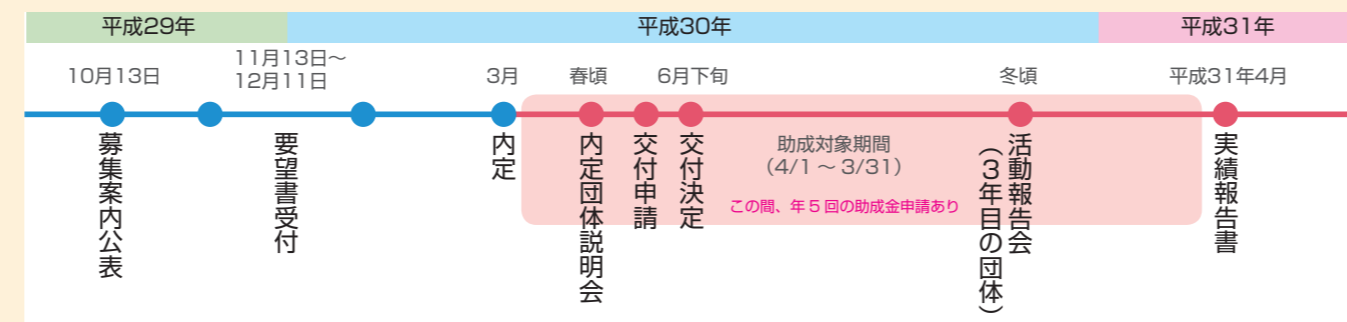 平成29年
平成30年
平成31年
10月13日
11月13日～
12月11日
3月
春頃
6月下旬
冬頃
平成31年4月
募集案内公表
要望書受付
内定
内定団体説明会
交付申請
交付決定
助成対象期間
（4/1 ～ 3/31）
この間、年 5 回の助成金申請あり
活動報告会
（3年目の団体）
実績報告書